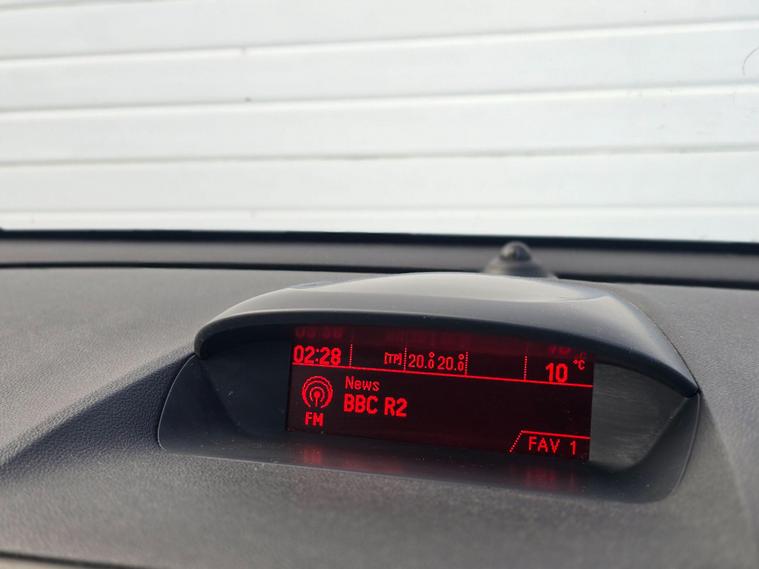 02:28 [TP] 20.0 20.0 10 °C
News
BBC R2
FM
FAV 1